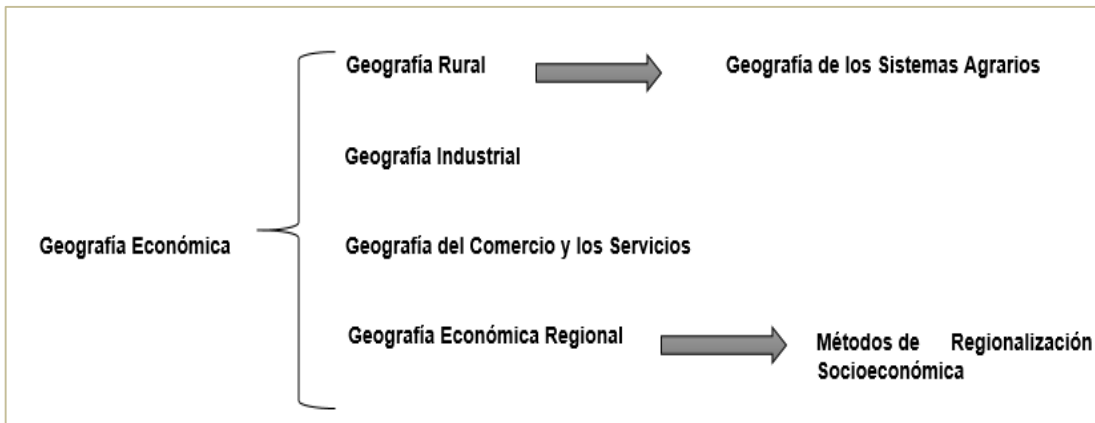 Geografía Rural
Geografía de los Sistemas Agrarios
Geografía Industrial
Geografía Económica
Geografía del Comercio y los Servicios
Geografía Económica Regional
Métodos de Regionalización
Socioeconómica